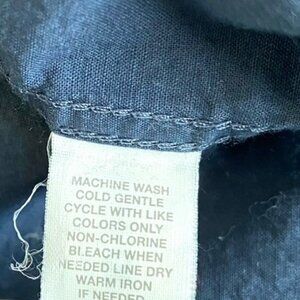 MACHINE WASH
COLD GENTLE
CYCLE WITH LIKE
COLORS ONLY
NON-CHLORINE
BLEACH WHEN
NEEDED LINE DRY
WARM IRON
IF NEEDED